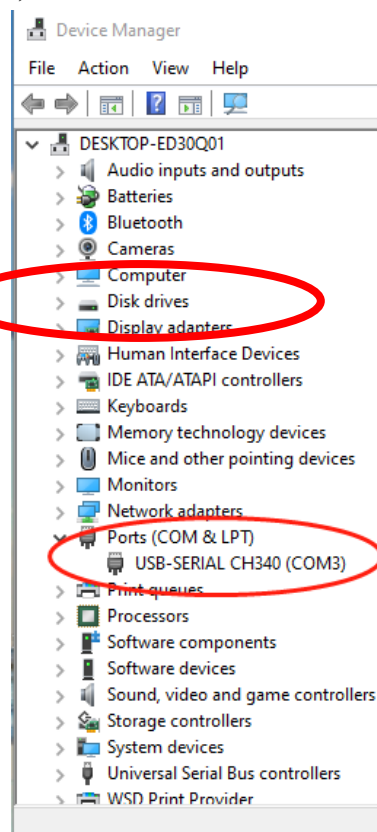 Device Manager
File Action View Help
DESKTOP-ED30Q01
Audio inputs and outputs
Batteries
Bluetooth
Cameras
Computer
Disk drives
Display adapters
Human Interface Devices
IDE ATA/ATAPI controllers
Keyboards
Memory technology devices
Mice and other pointing devices
Monitors
Network adapters
Ports (COM & LPT)
USB-SERIAL CH340 (COM3)
Print queues
Processors
Software components
Software devices
Sound, video and game controllers
Storage controllers
System devices
Universal Serial Bus controllers
WSD Print Provider